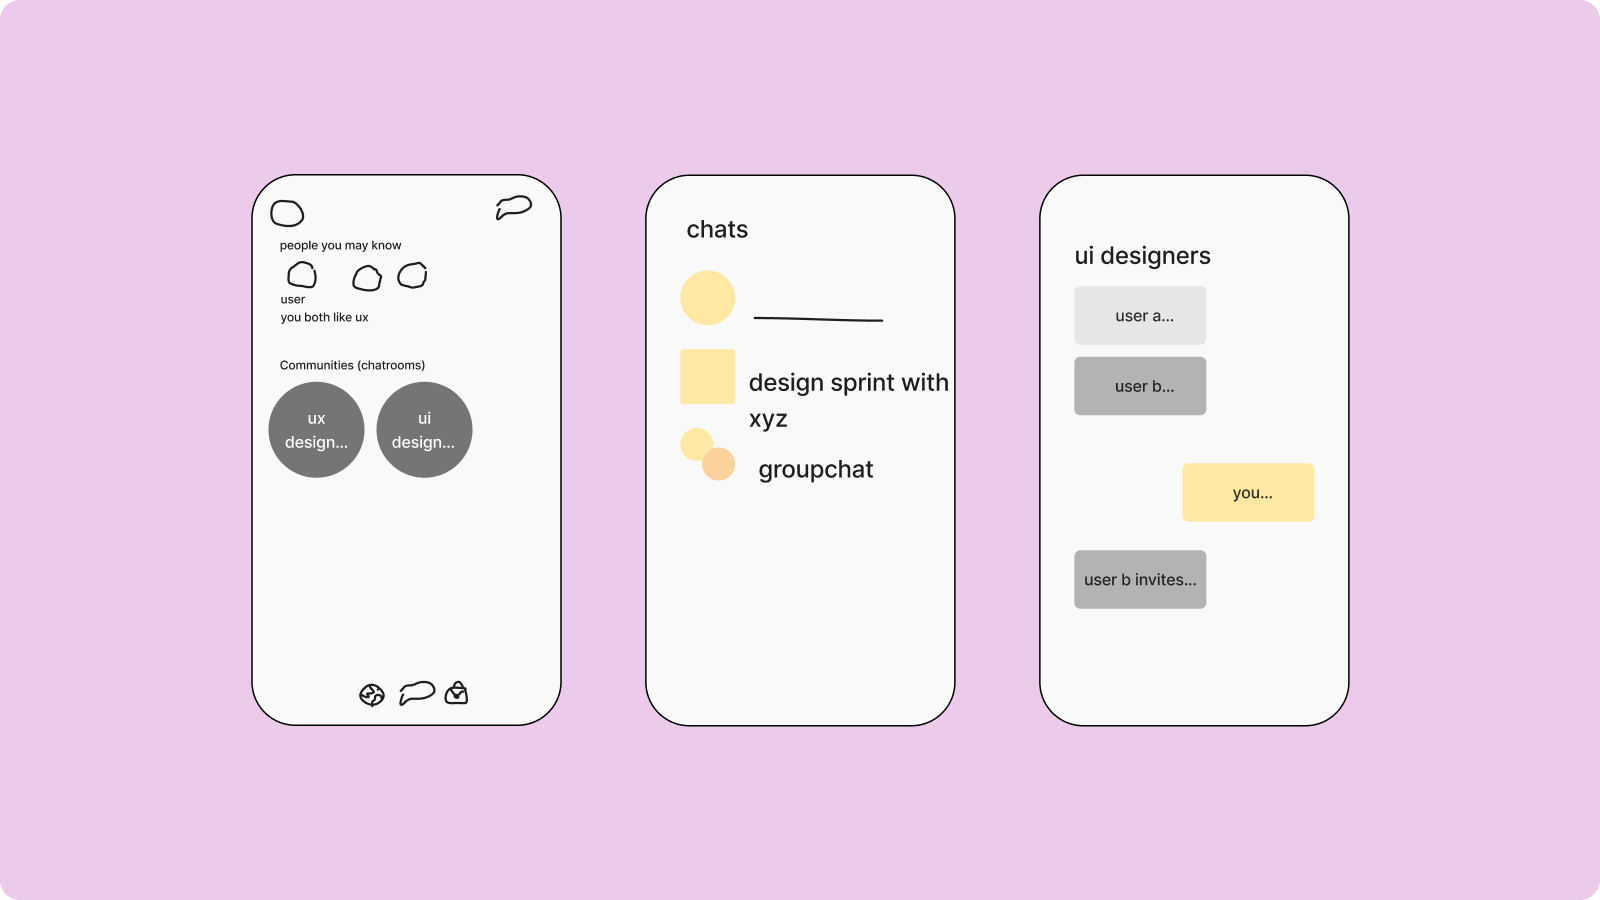 people you may know
user
you both like ux
Communities (chatrooms)
ux
design...
ui
design...
chats
design sprint with
xyz
groupchat
ui designers
user a...
user b...
you...
user b invites...